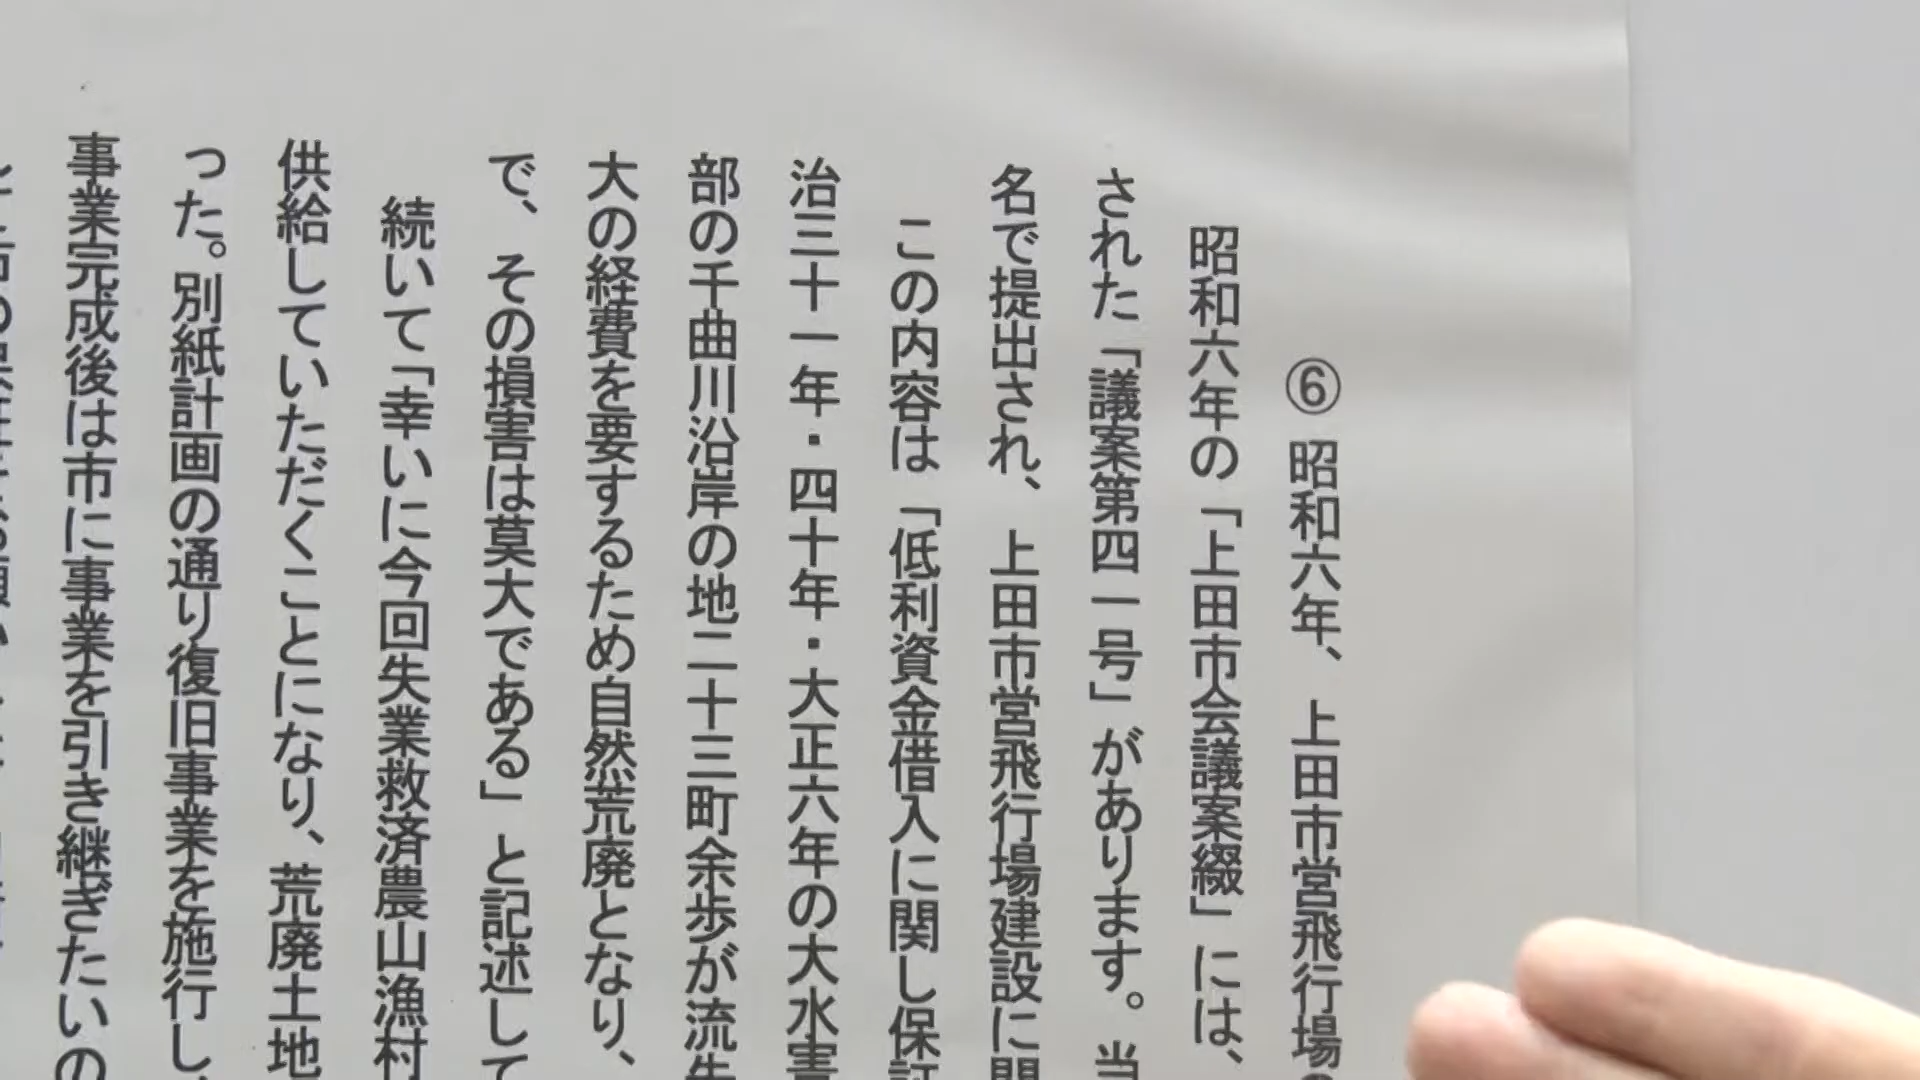 ⑥ 昭和六年、上田市営飛行場
昭和六年の「上田市会議案綴」には、
された「議案第四一号」があります。当
名で提出され、上田市営飛行場建設に関
この内容は「低利資金借入に関し保証
治三十一年・四十年・大正六年の大水害
部の千曲川沿岸の地二十三町余歩が流失
大の経費を要するため自然荒廃となり、
で、その損害は莫大である」と記述して
続いて「幸いに今回失業救済農山漁村
供給していただくことになり、荒廃土地
った。別紙計画の通り復旧事業を施行し、
事業完成後は市に事業を引き継ぎたいの